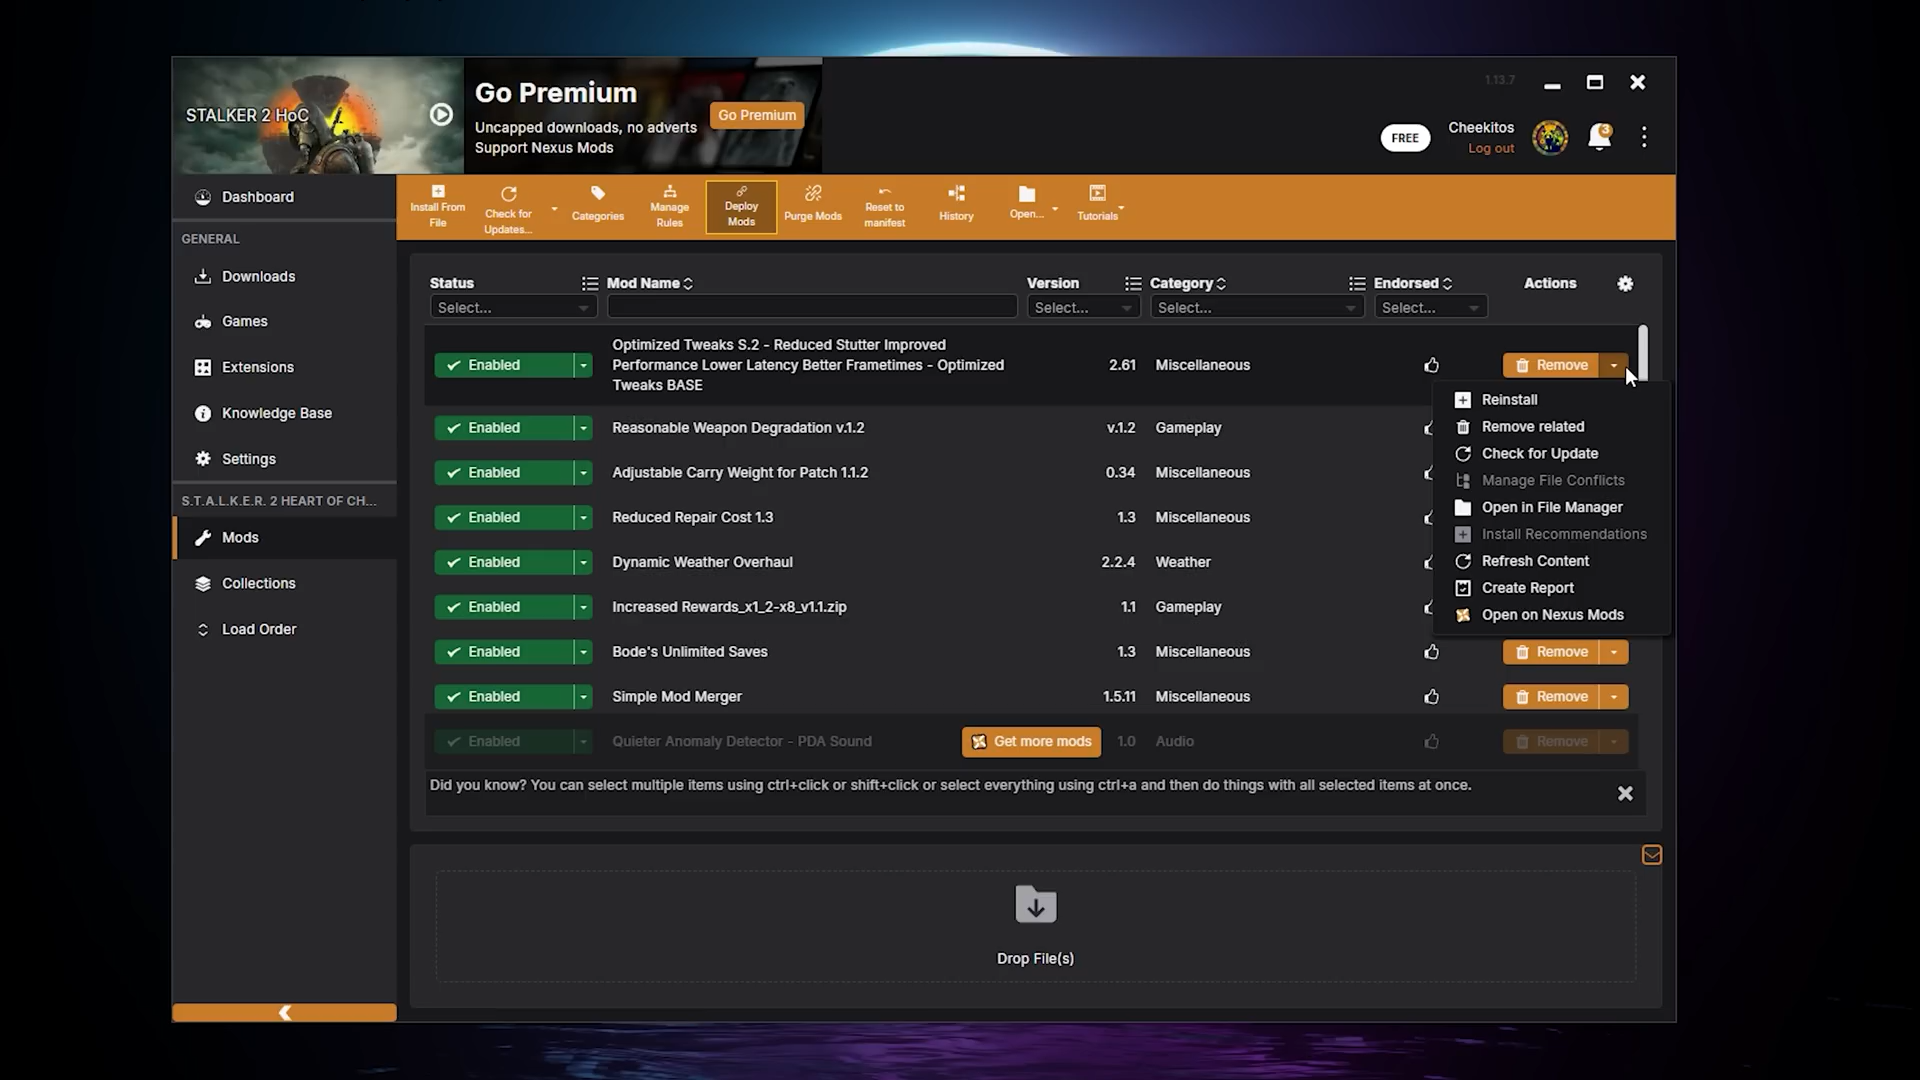 STALKER 2 HoC
Go Premium
Uncapped downloads, no adverts
Support Nexus Mods
Go Premium
1.13.7
FREE
Cheekitos
Log out
3
Dashboard
GENERAL
Downloads
Games
Extensions
Knowledge Base
Settings
S.T.A.L.K.E.R. 2 HEART OF CH...
Mods
Collections
Load Order
Install From
File
Check for
Updates...
Categories
Manage
Rules
Deploy
Mods
Purge Mods
Reset to
manifest
History
Open...
Tutorials
Status
Mod Name
Version
Category
Endorsed
Actions
Select...
Select...
Select...
Select...
Enabled
Optimized Tweaks S.2 - Reduced Stutter Improved
Performance Lower Latency Better Frametimes - Optimized
Tweaks BASE
2.61
Miscellaneous
Remove
Enabled
Reasonable Weapon Degradation v.1.2
v.1.2
Gameplay
Enabled
Adjustable Carry Weight for Patch 1.1.2
0.34
Miscellaneous
Enabled
Reduced Repair Cost 1.3
1.3
Miscellaneous
Enabled
Dynamic Weather Overhaul
2.2.4
Weather
Enabled
Increased Rewards_x1_2-x8_v1.1.zip
1.1
Gameplay
Enabled
Bode's Unlimited Saves
1.3
Miscellaneous
Remove
Enabled
Simple Mod Merger
1.5.11
Miscellaneous
Remove
Enabled
Quieter Anomaly Detector - PDA Sound
Get more mods
1.0
Audio
Remove
Reinstall
Remove related
Check for Update
Manage File Conflicts
Open in File Manager
Install Recommendations
Refresh Content
Create Report
Open on Nexus Mods
Did you know? You can select multiple items using ctrl+click or shift+click or select everything using ctrl+a and then do things with all selected items at once.
Drop File(s)